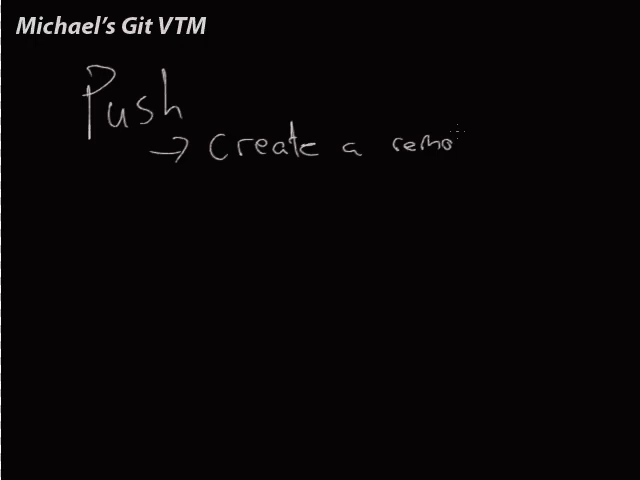 Michael's Git VTM
Push
→ Create a remo